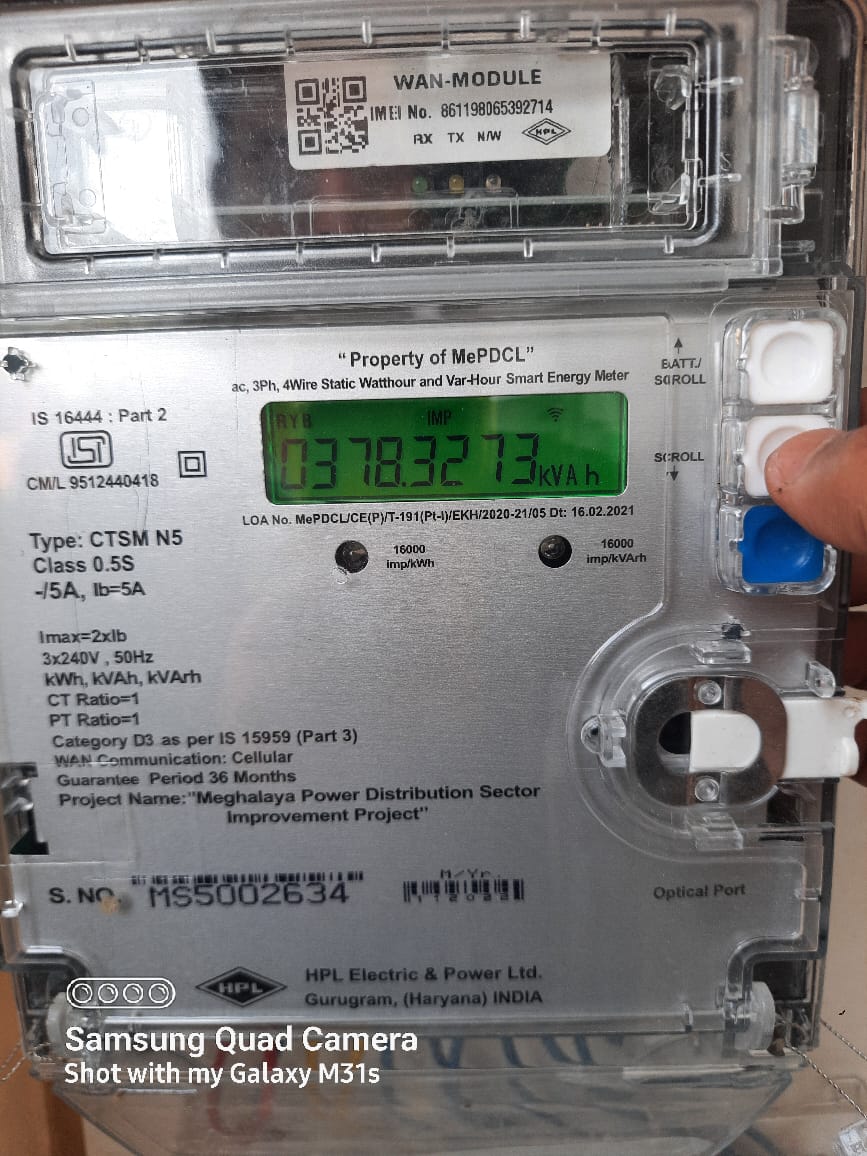 WAN-MODULE
IMEI No. 861198065392714
RX TX N/W
HPL
"Property of MePDCL"
ac, 3Ph, 4Wire Static Watthour and Var-Hour Smart Energy Meter
BATT./
SCROLL
IS 16444 : Part 2
ISI
CM/L 9512440418
RYB IMP
0378.3273kVAh
SCROLL
LOA No. MePDCL/CE(P)/T-191(Pt-I)/EKH/2020-21/05 Dt: 16.02.2021
16000
imp/kWh
16000
imp/kVArh
Type: CTSM N5
Class 0.5S
-/5A, Ib=5A
Imax=2xIb
3x240V , 50Hz
kWh, kVAh, kVArh
CT Ratio=1
PT Ratio=1
Category D3 as per IS 15959 (Part 3)
WAN Communication: Cellular
Guarantee Period 36 Months
Project Name:"Meghalaya Power Distribution Sector
Improvement Project"
S. NO. MS5002634
M/Yr.
Optical Port
HPL
HPL Electric & Power Ltd.
Gurugram, (Haryana) INDIA
Samsung Quad Camera
Shot with my Galaxy M31s